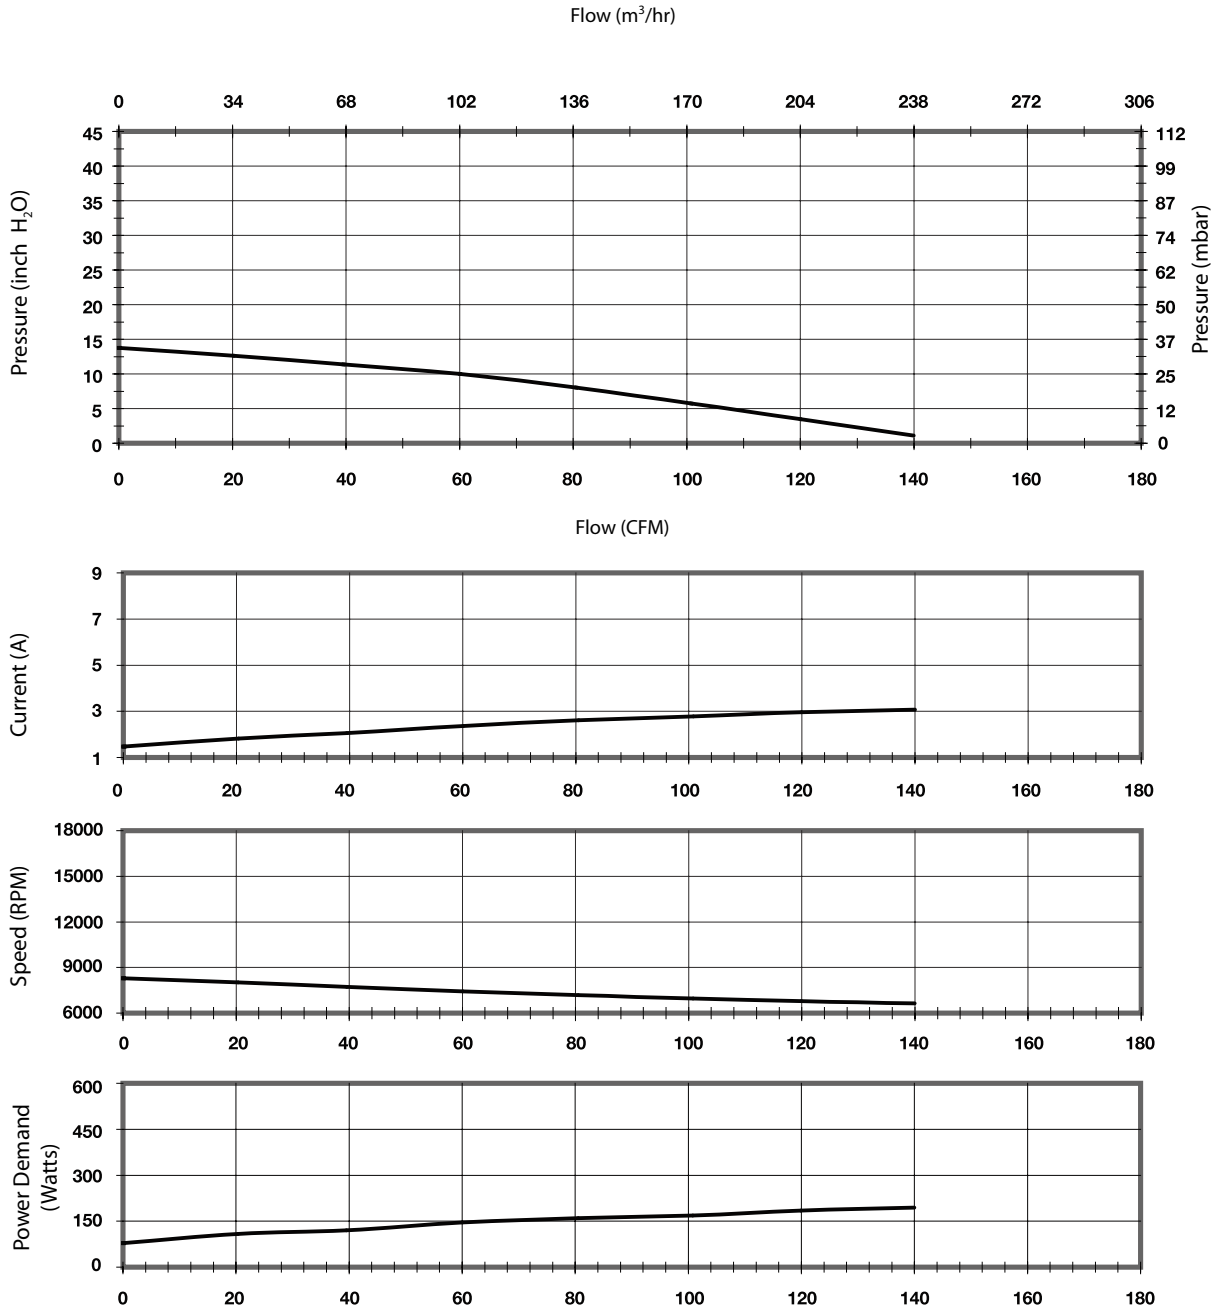 Flow (m³/hr)
0 34 68 102 136 170 204 238 272 306
Pressure (inch H₂O)
45
40
35
30
25
20
15
10
5
0
112
99
87
74
62
50
37
25
12
0
Pressure (mbar)
0 20 40 60 80 100 120 140 160 180
Flow (CFM)
Current (A)
9
7
5
3
1
0 20 40 60 80 100 120 140 160 180
Speed (RPM)
18000
15000
12000
9000
6000
0 20 40 60 80 100 120 140 160 180
Power Demand
(Watts)
600
450
300
150
0
0 20 40 60 80 100 120 140 160 180